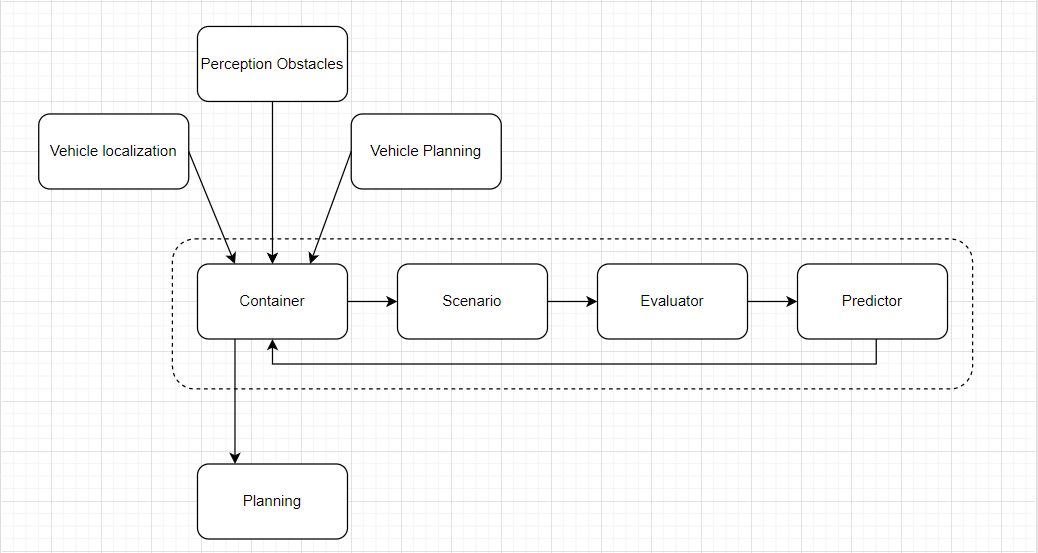 Perception Obstacles
Vehicle localization
Vehicle Planning
Container
Scenario
Evaluator
Predictor
Planning